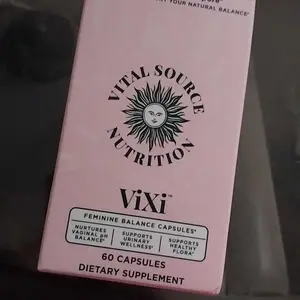 YOUR NATURAL BALANCE*
VITAL SOURCE
NUTRITION
ViXi™
FEMININE BALANCE CAPSULES*
NURTURES
VAGINAL pH
BALANCE*
SUPPORTS
URINARY
WELLNESS*
SUPPORTS
HEALTHY
FLORA*
60 CAPSULES
DIETARY SUPPLEMENT